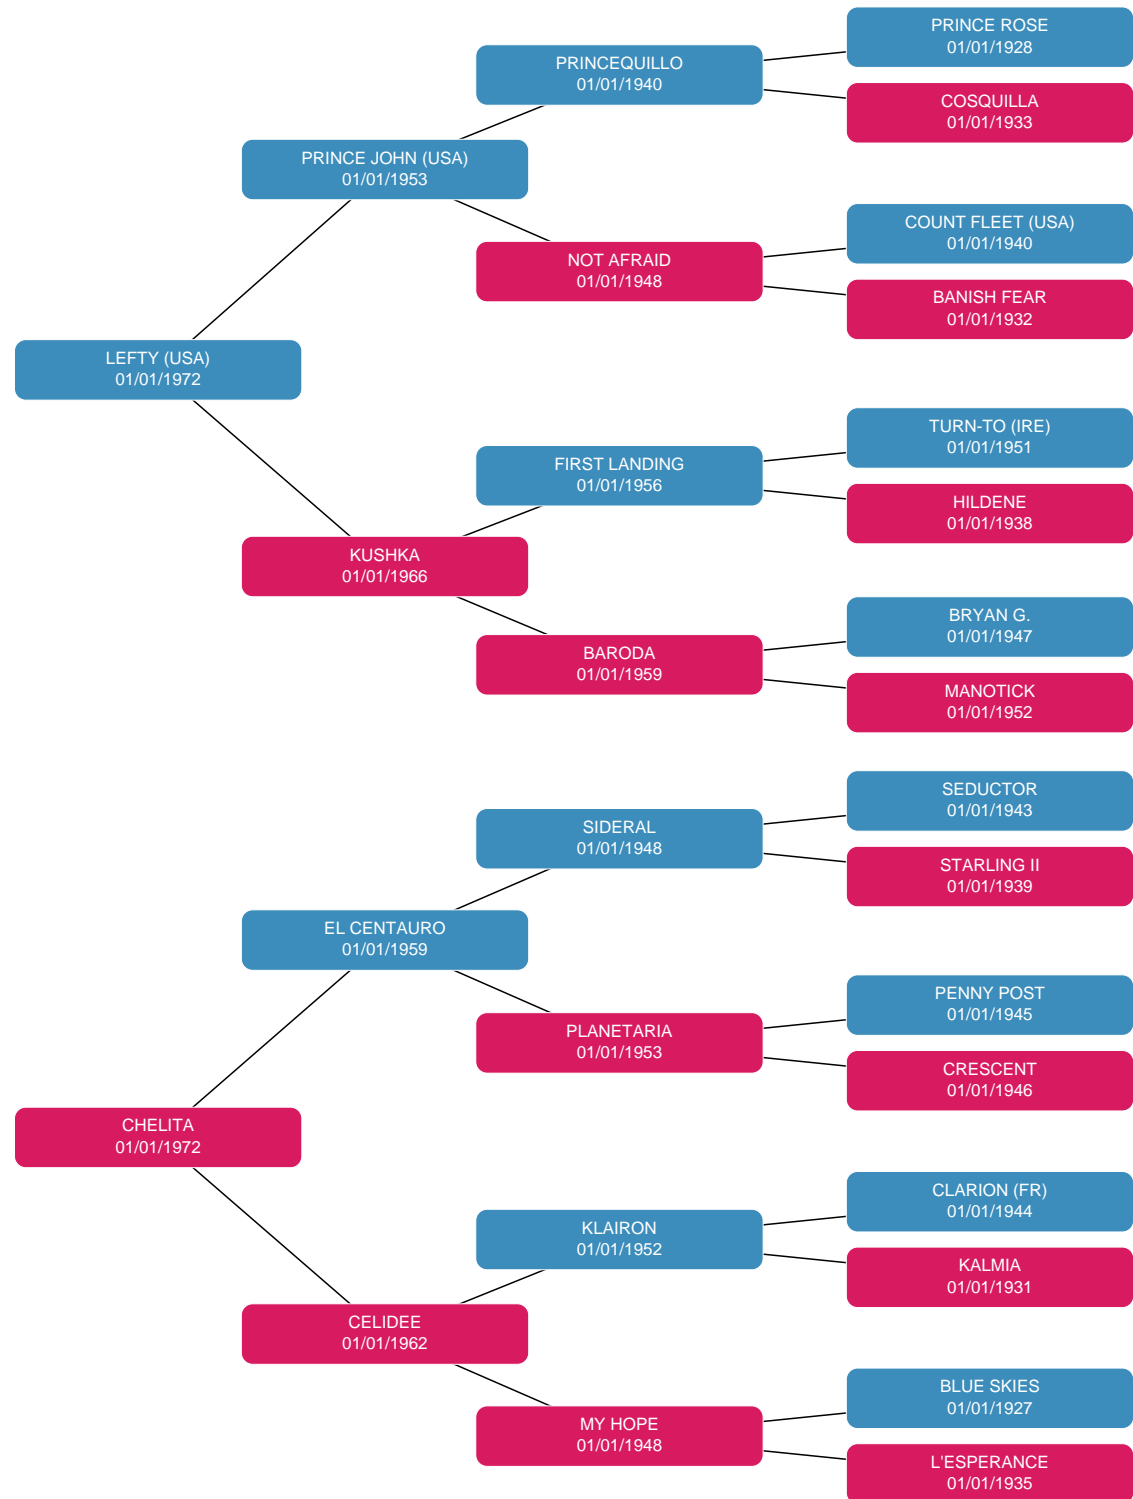 PRINCE ROSE
01/01/1928
PRINCEQUILLO
01/01/1940
COSQUILLA
01/01/1933
PRINCE JOHN (USA)
01/01/1953
COUNT FLEET (USA)
01/01/1940
NOT AFRAID
01/01/1948
BANISH FEAR
01/01/1932
LEFTY (USA)
01/01/1972
TURN-TO (IRE)
01/01/1951
FIRST LANDING
01/01/1956
HILDENE
01/01/1938
KUSHKA
01/01/1966
BRYAN G.
01/01/1947
BARODA
01/01/1959
MANOTICK
01/01/1952
SEDUCTOR
01/01/1943
SIDERAL
01/01/1948
STARLING II
01/01/1939
EL CENTAURO
01/01/1959
PENNY POST
01/01/1945
PLANETARIA
01/01/1953
CRESCENT
01/01/1946
CHELITA
01/01/1972
CLARION (FR)
01/01/1944
KLAIRON
01/01/1952
KALMIA
01/01/1931
CELIDEE
01/01/1962
BLUE SKIES
01/01/1927
MY HOPE
01/01/1948
L'ESPERANCE
01/01/1935